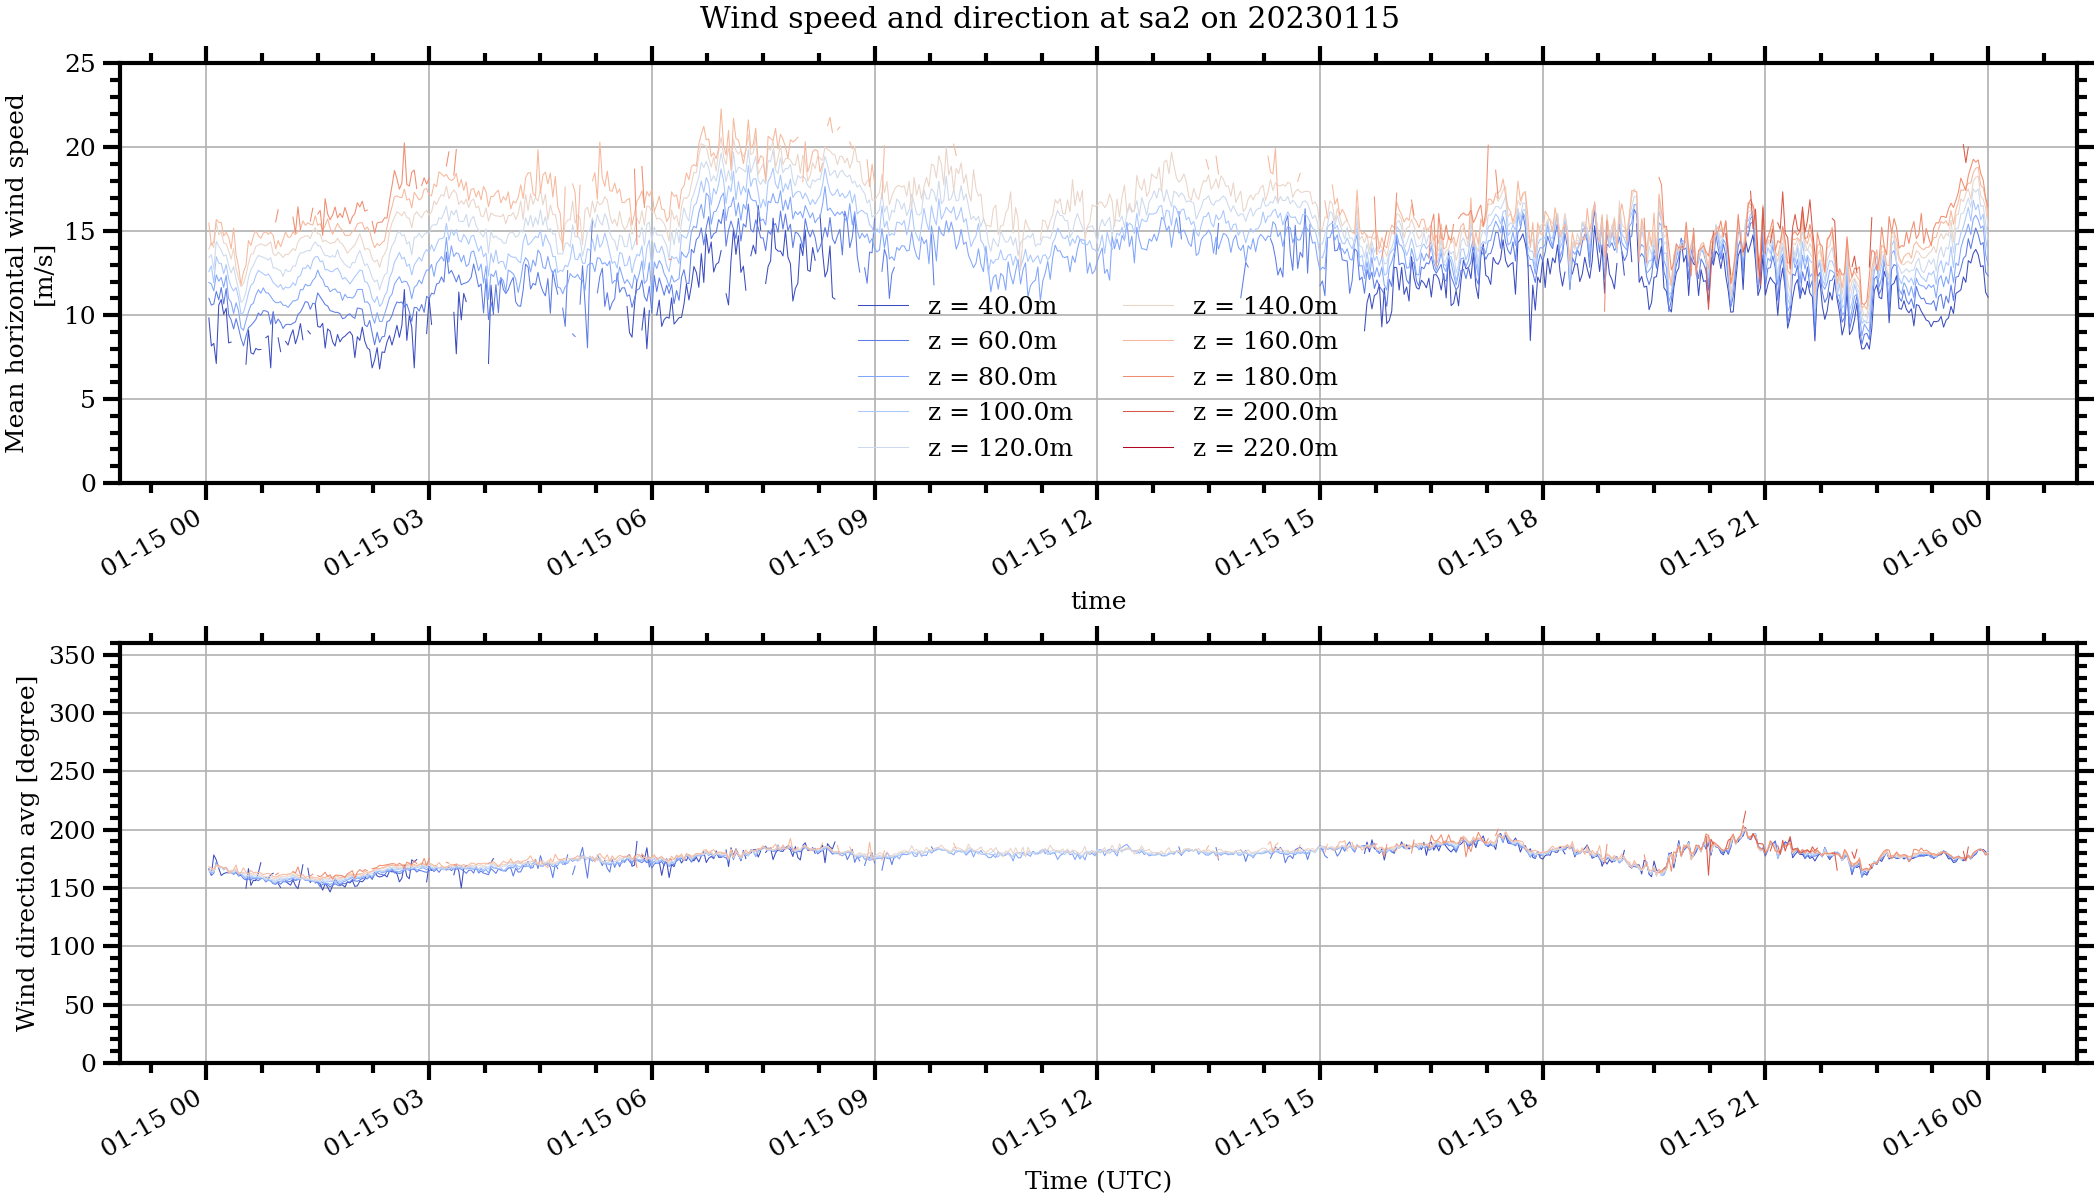 Wind speed and direction at sa2 on 20230115
Mean horizontal wind speed
[m/s]
25
20
15
10
5
0
z = 40.0m
z = 60.0m
z = 80.0m
z = 100.0m
z = 120.0m
z = 140.0m
z = 160.0m
z = 180.0m
z = 200.0m
z = 220.0m
01-15 00
01-15 03
01-15 06
01-15 09
01-15 12
01-15 15
01-15 18
01-15 21
01-16 00
time
Wind direction avg [degree]
350
300
250
200
150
100
50
0
01-15 00
01-15 03
01-15 06
01-15 09
01-15 12
01-15 15
01-15 18
01-15 21
01-16 00
Time (UTC)